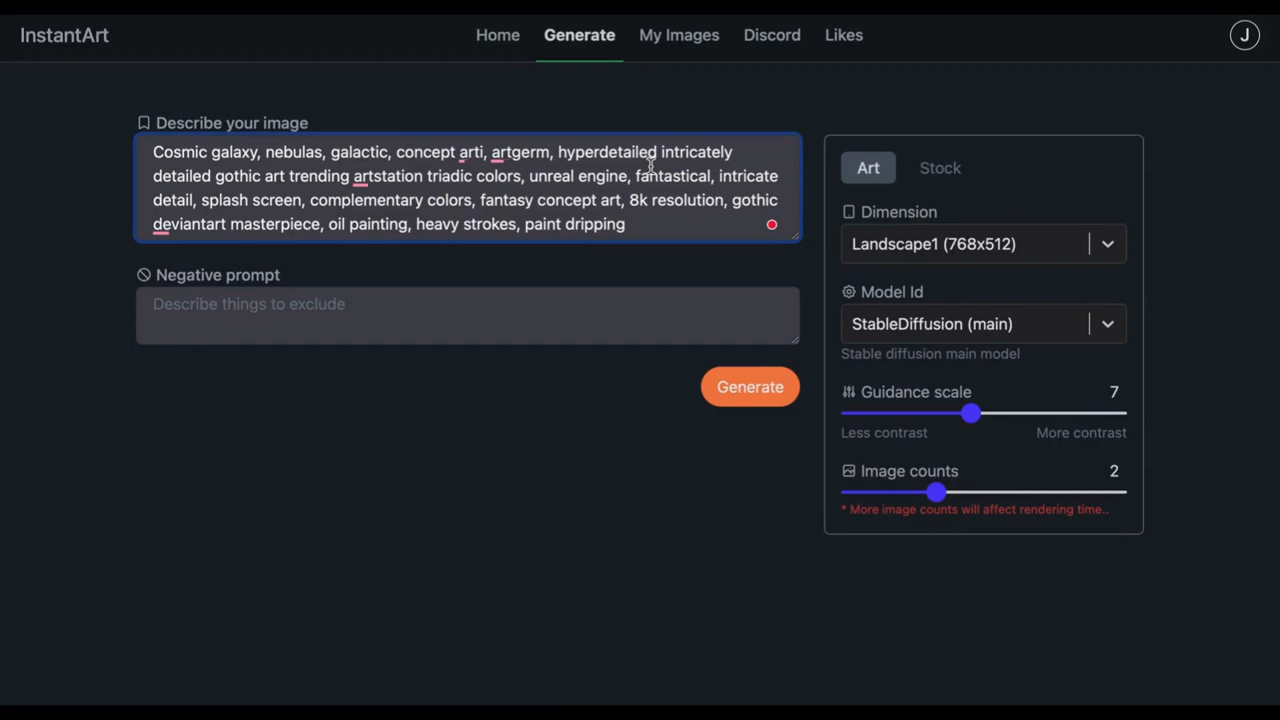 InstantArt
Home Generate My Images Discord Likes
J
Describe your image
Cosmic galaxy, nebulas, galactic, concept arti, artgerm, hyperdetailed intricately
detailed gothic art trending artstation triadic colors, unreal engine, fantastical, intricate
detail, splash screen, complementary colors, fantasy concept art, 8k resolution, gothic
deviantart masterpiece, oil painting, heavy strokes, paint dripping
Negative prompt
Describe things to exclude
Generate
Art Stock
Dimension
Landscape1 (768x512)
Model Id
StableDiffusion (main)
Stable diffusion main model
Guidance scale 7
Less contrast More contrast
Image counts 2
* More image counts will affect rendering time..